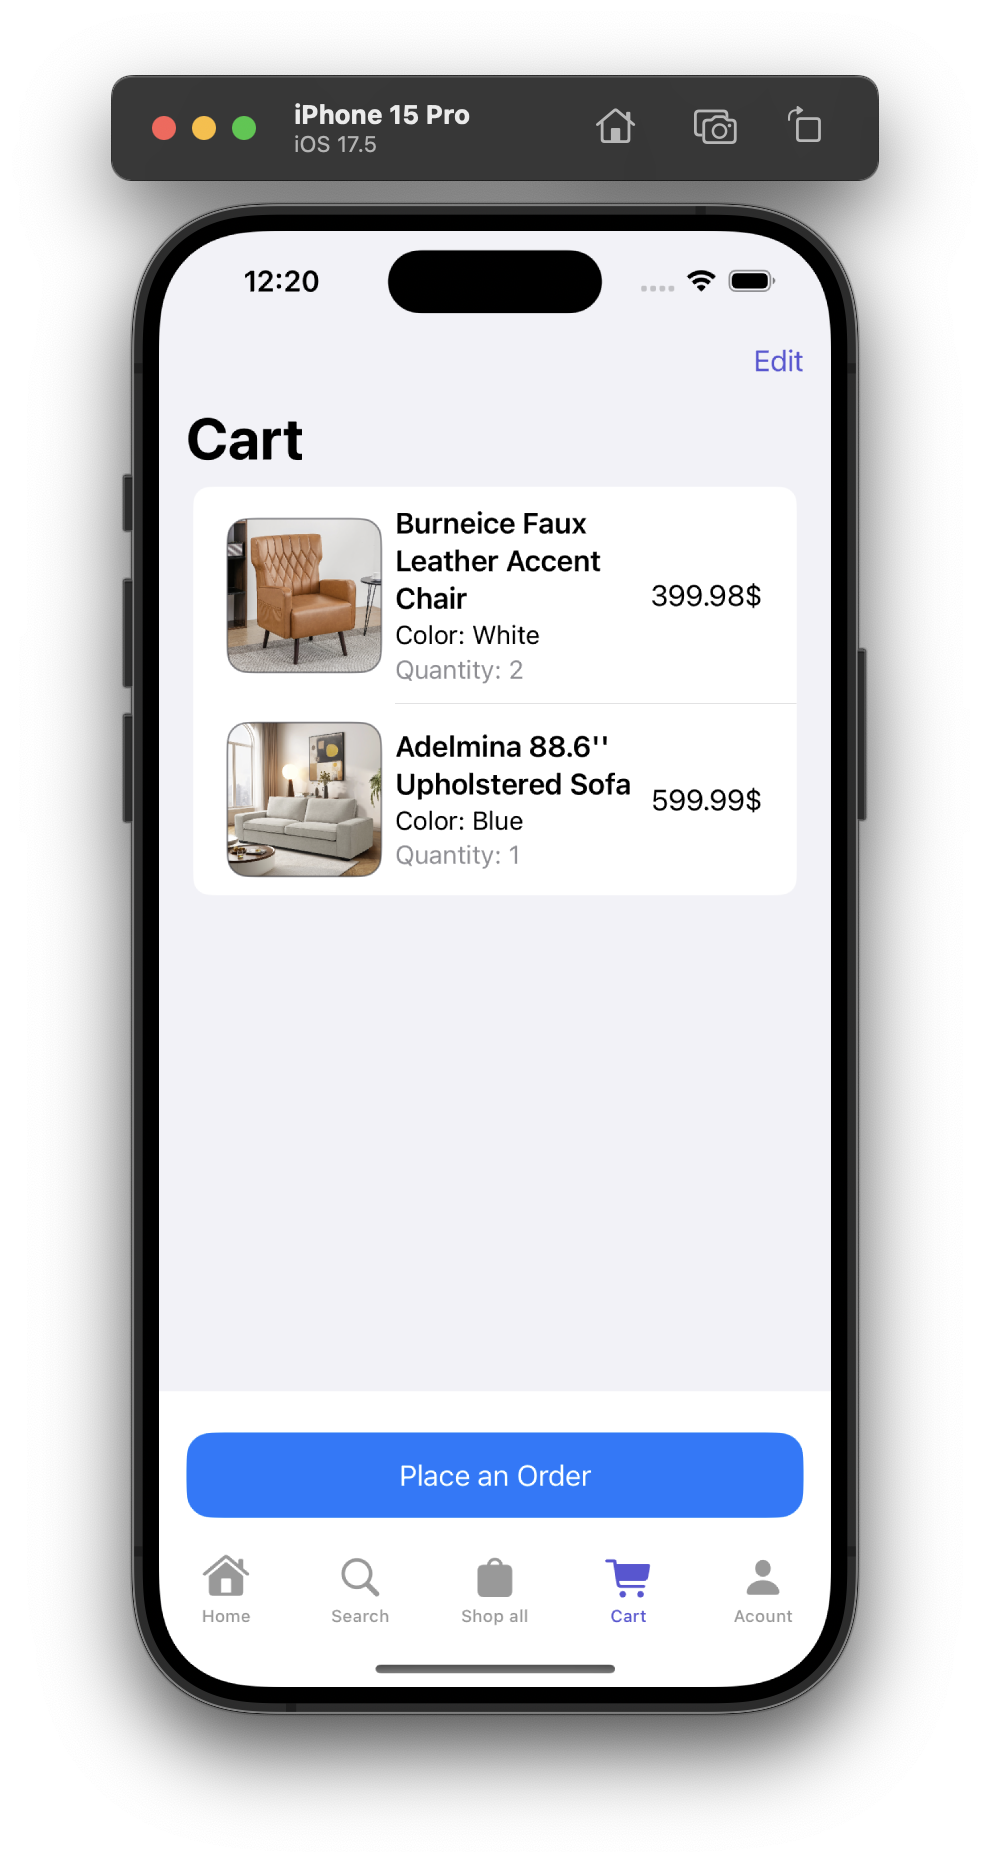 iPhone 15 Pro
iOS 17.5
12:20
Edit
Cart
Burneice Faux
Leather Accent
Chair
Color: White
Quantity: 2
399.98$
Adelmina 88.6''
Upholstered Sofa
Color: Blue
Quantity: 1
599.99$
Place an Order
Home
Search
Shop all
Cart
Acount